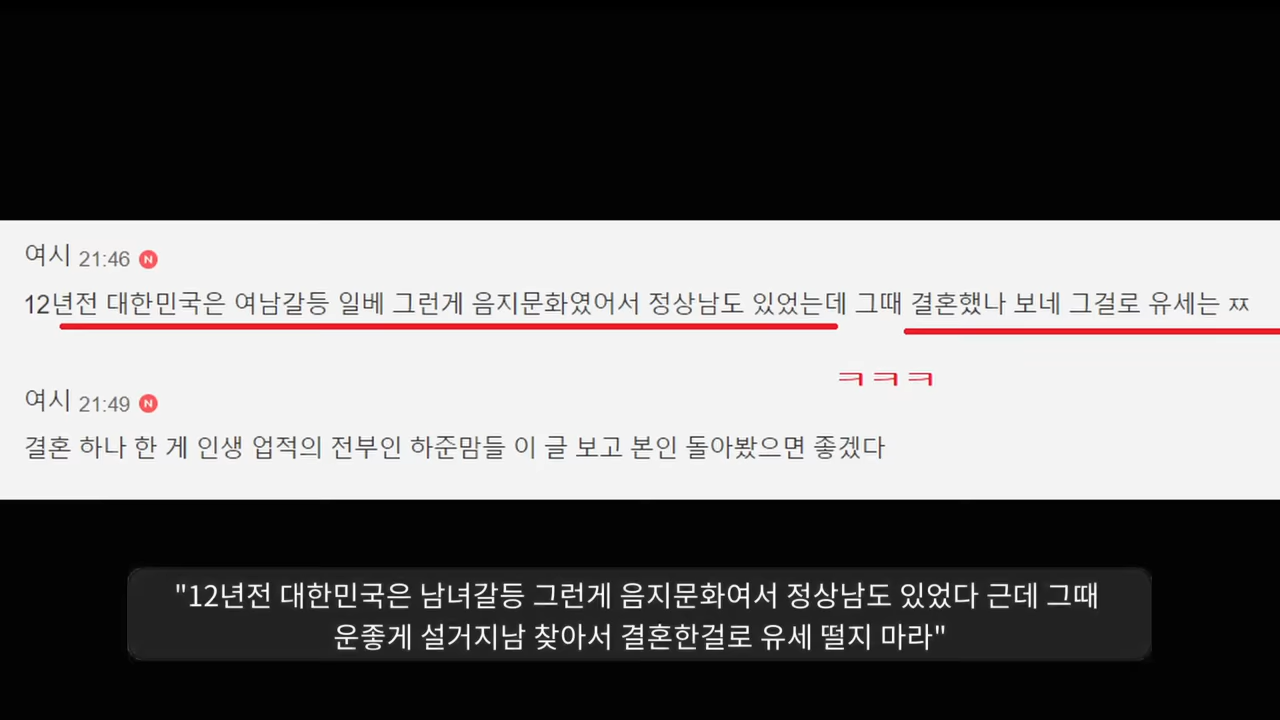 여시 21:46 N
12년전 대한민국은 여남갈등 일베 그런게 음지문화였어서 정상남도 있었는데 그때 결혼했나 보네 그걸로 유세는 ㅉ
ㅋㅋㅋ
여시 21:49 N
결혼 하나 한 게 인생 업적의 전부인 하준맘들 이 글 보고 본인 돌아봤으면 좋겠다
"12년전 대한민국은 남녀갈등 그런게 음지문화여서 정상남도 있었다 근데 그때
운좋게 설거지남 찾아서 결혼한걸로 유세 떨지 마라"